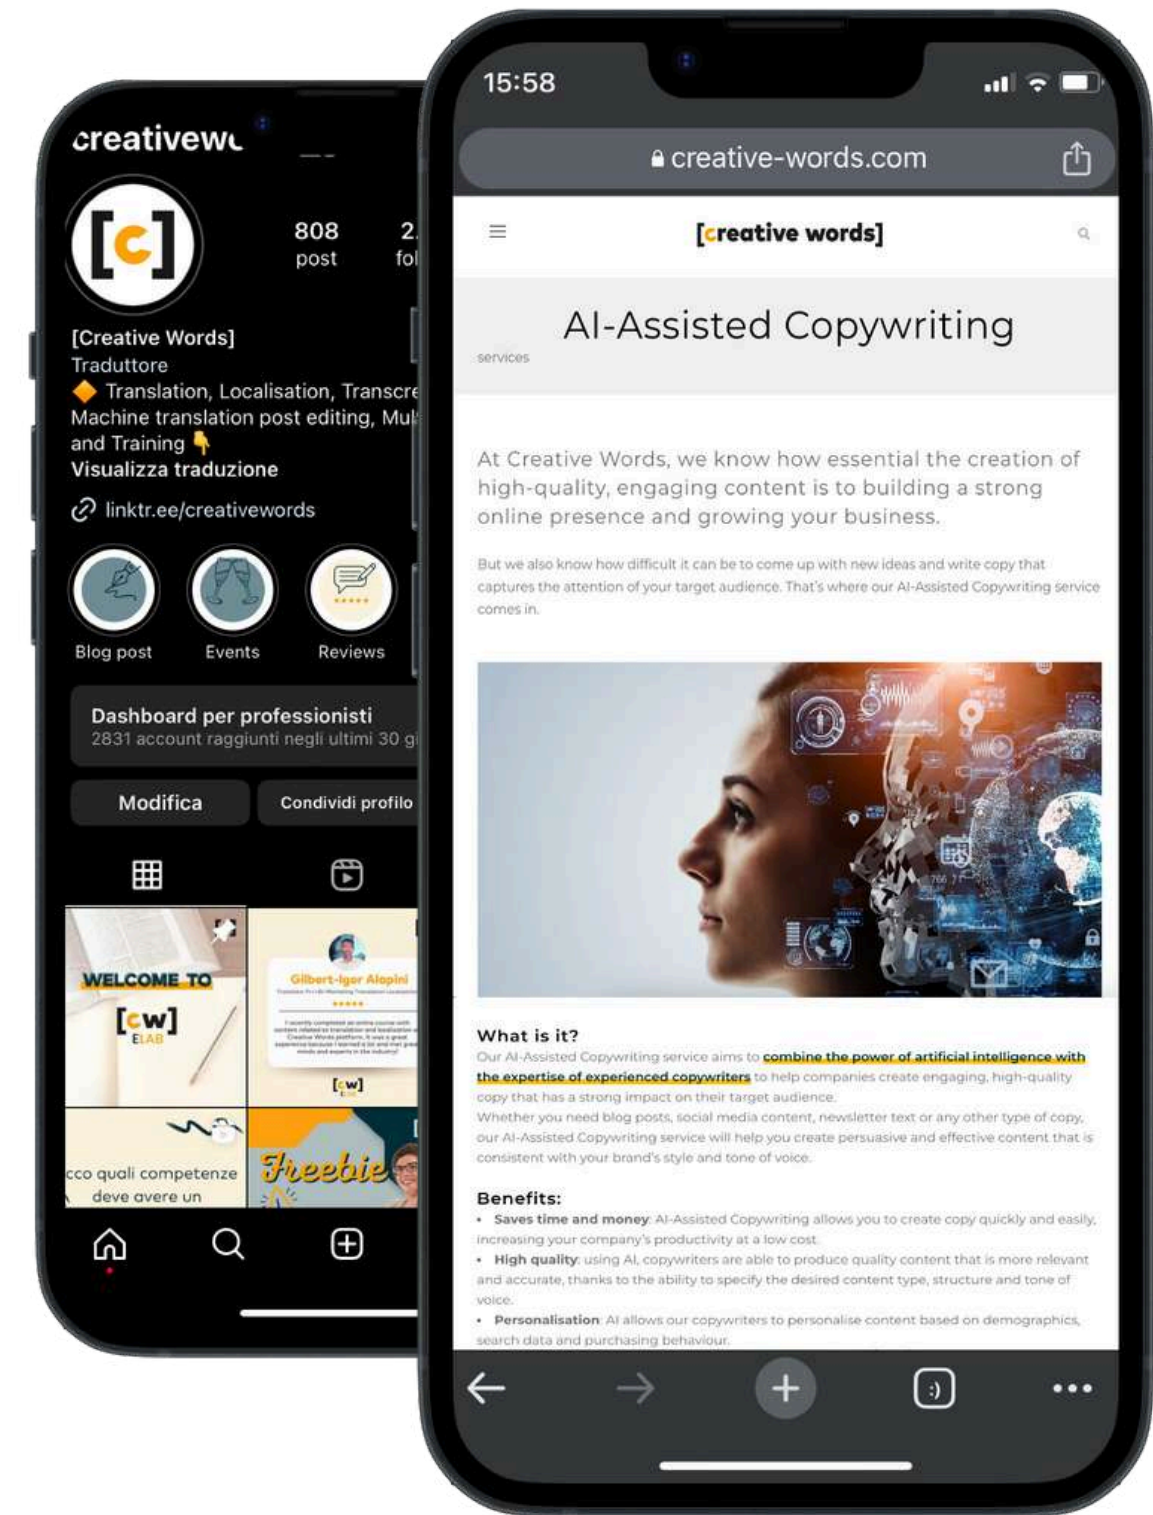 creativew
808
post
2.
fol
[c]
[Creative Words]
Traduttore
Translation, Localisation, Transcre
Machine translation post editing, Mul
and Training
Visualizza traduzione
linktr.ee/creativewords
Blog post Events Reviews
Dashboard per professionisti
2831 account raggiunti negli ultimi 30 gi
Modifica Condividi profilo
WELCOME TO
[cw]
ELAB
Gilbert-Igor Alopini
[cw]
cco quali competenze
deve avere un
Freebie
15:58
creative-words.com
[creative words]
AI-Assisted Copywriting
services
At Creative Words, we know how essential the creation of
high-quality, engaging content is to building a strong
online presence and growing your business.
But we also know how difficult it can be to come up with new ideas and write copy that
captures the attention of your target audience. That's where our AI-Assisted Copywriting service
comes in.
What is it?
Our AI-Assisted Copywriting service aims to combine the power of artificial intelligence with
the expertise of experienced copywriters to help companies create engaging, high-quality
copy that has a strong impact on their target audience.
Whether you need blog posts, social media content, newsletter text or any other type of copy,
our AI-Assisted Copywriting service will help you create persuasive and effective content that is
consistent with your brand's style and tone of voice.
Benefits:
• Saves time and money: AI-Assisted Copywriting allows you to create copy quickly and easily,
increasing your company's productivity at a low cost.
• High quality: using AI, copywriters are able to produce quality content that is more relevant
and accurate, thanks to the ability to specify the desired content type, structure and tone of
voice.
• Personalisation: AI allows our copywriters to personalise content based on demographics,
search data and purchasing behaviour.
:)